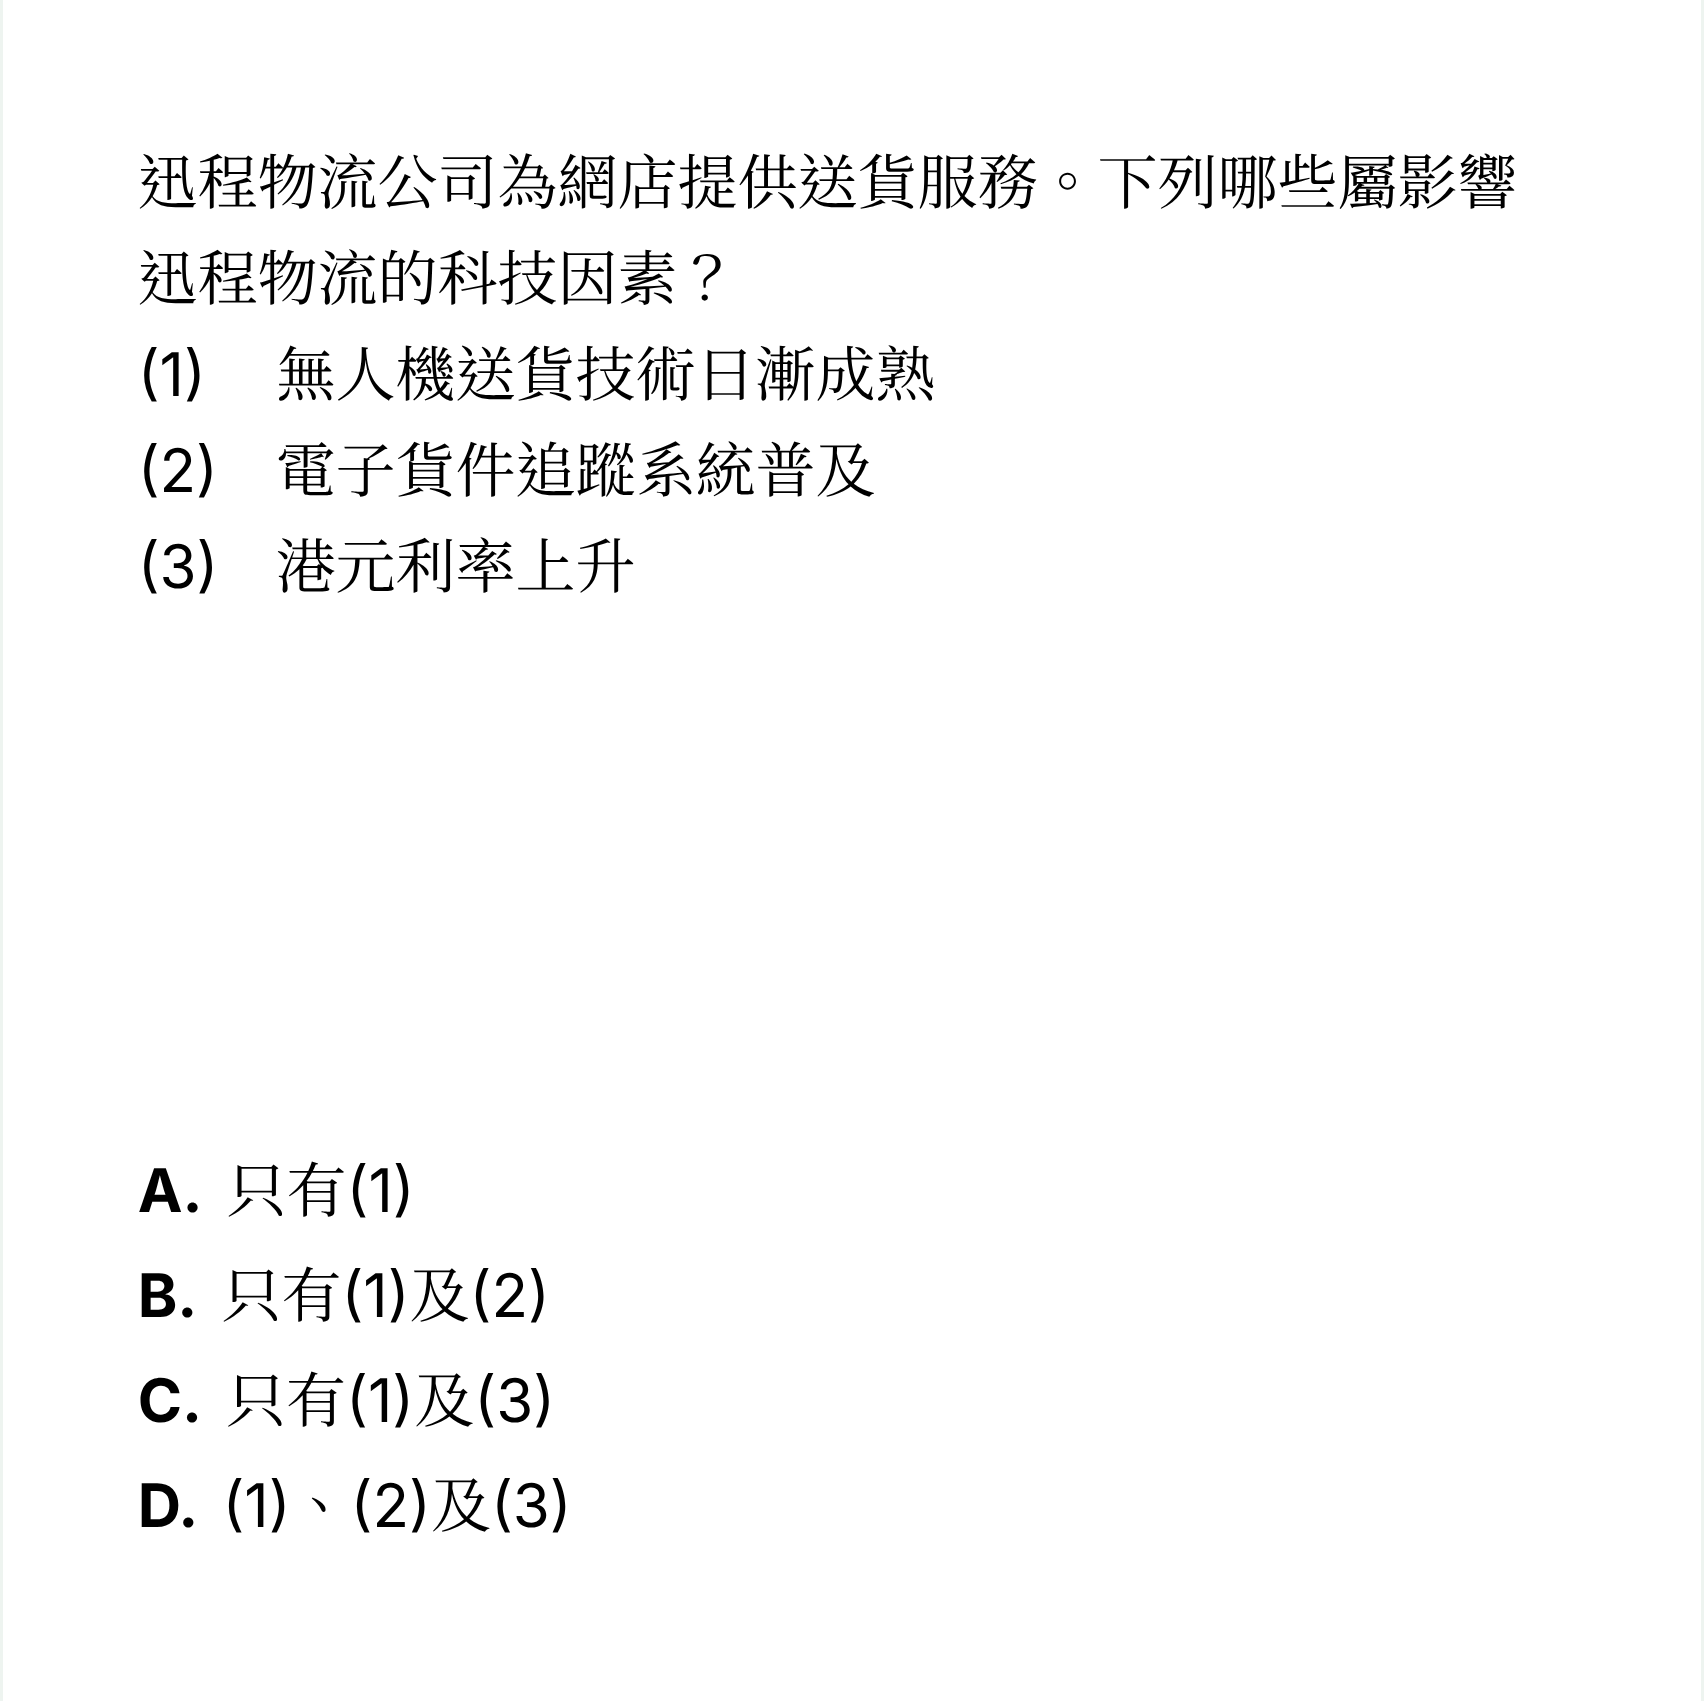 迅程物流公司為網店提供送貨服務。下列哪些屬影響
迅程物流的科技因素？
(1) 無人機送貨技術日漸成熟
(2) 電子貨件追蹤系統普及
(3) 港元利率上升
A. 只有(1)
B. 只有(1)及(2)
C. 只有(1)及(3)
D. (1)、(2)及(3)